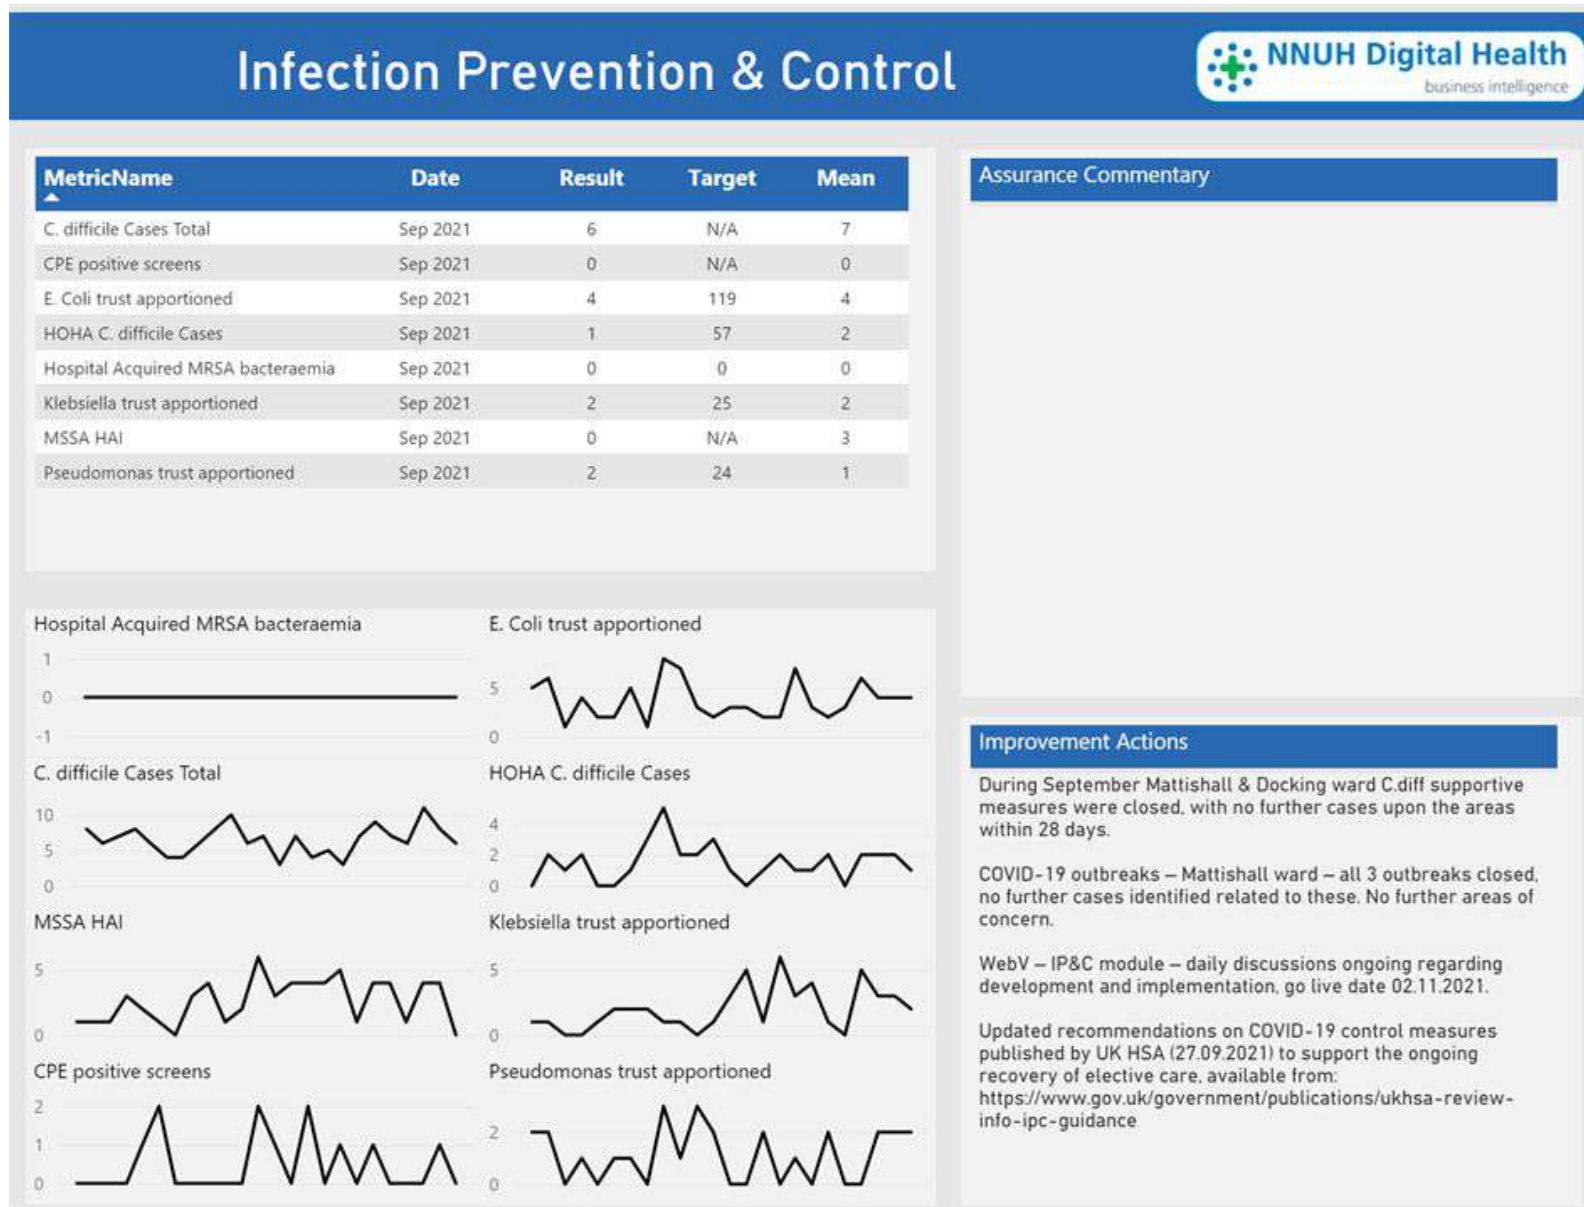 Infection Prevention & Control
NNUH Digital Health
business intelligence
MetricName Date Result Target Mean
C. difficile Cases Total Sep 2021 6 N/A 7
CPE positive screens Sep 2021 0 N/A 0
E. Coli trust apportioned Sep 2021 4 119 4
HOHA C. difficile Cases Sep 2021 1 57 2
Hospital Acquired MRSA bacteraemia Sep 2021 0 0 0
Klebsiella trust apportioned Sep 2021 2 25 2
MSSA HAI Sep 2021 0 N/A 3
Pseudomonas trust apportioned Sep 2021 2 24 1
Hospital Acquired MRSA bacteraemia
1
0
-1
E. Coli trust apportioned
5
0
C. difficile Cases Total
10
5
0
HOHA C. difficile Cases
4
2
0
MSSA HAI
5
0
Klebsiella trust apportioned
5
0
CPE positive screens
2
1
0
Pseudomonas trust apportioned
2
0
Assurance Commentary
Improvement Actions
During September Mattishall & Docking ward C.diff supportive
measures were closed, with no further cases upon the areas
within 28 days.
COVID-19 outbreaks – Mattishall ward – all 3 outbreaks closed,
no further cases identified related to these. No further areas of
concern.
WebV – IP&C module – daily discussions ongoing regarding
development and implementation, go live date 02.11.2021.
Updated recommendations on COVID-19 control measures
published by UK HSA (27.09.2021) to support the ongoing
recovery of elective care, available from:
https://www.gov.uk/government/publications/ukhsa-review-
info-ipc-guidance